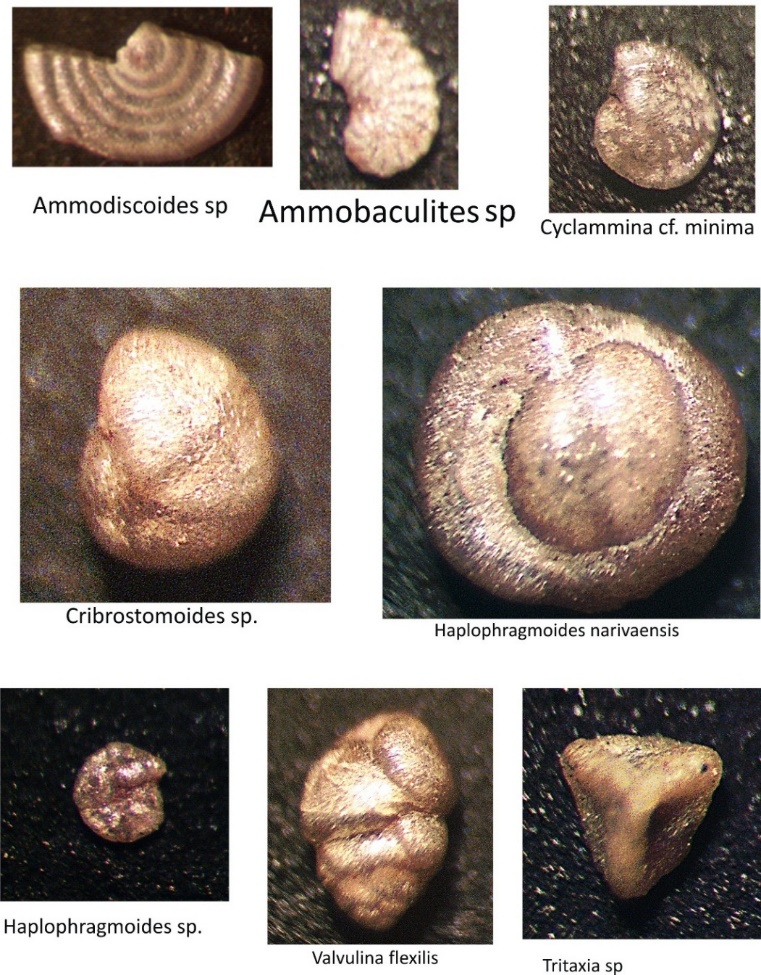 Ammodiscoides sp
Ammobaculites sp
Cyclammina cf. minima
Cribrostomoides sp.
Haplophragmoides narivaensis
Haplophragmoides sp.
Valvulina flexilis
Tritaxia sp